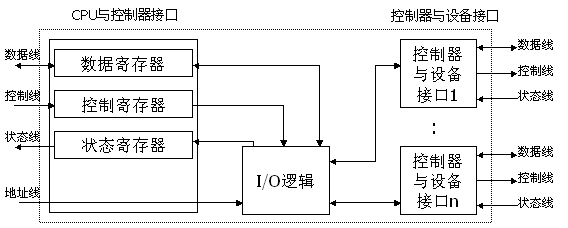 CPU与控制器接口
控制器与设备接口
数据线
控制线
状态线
地址线
数据寄存器
控制寄存器
状态寄存器
I/O逻辑
控制器
与设备
接口1
:
控制器
与设备
接口n
数据线
控制线
状态线
数据线
控制线
状态线